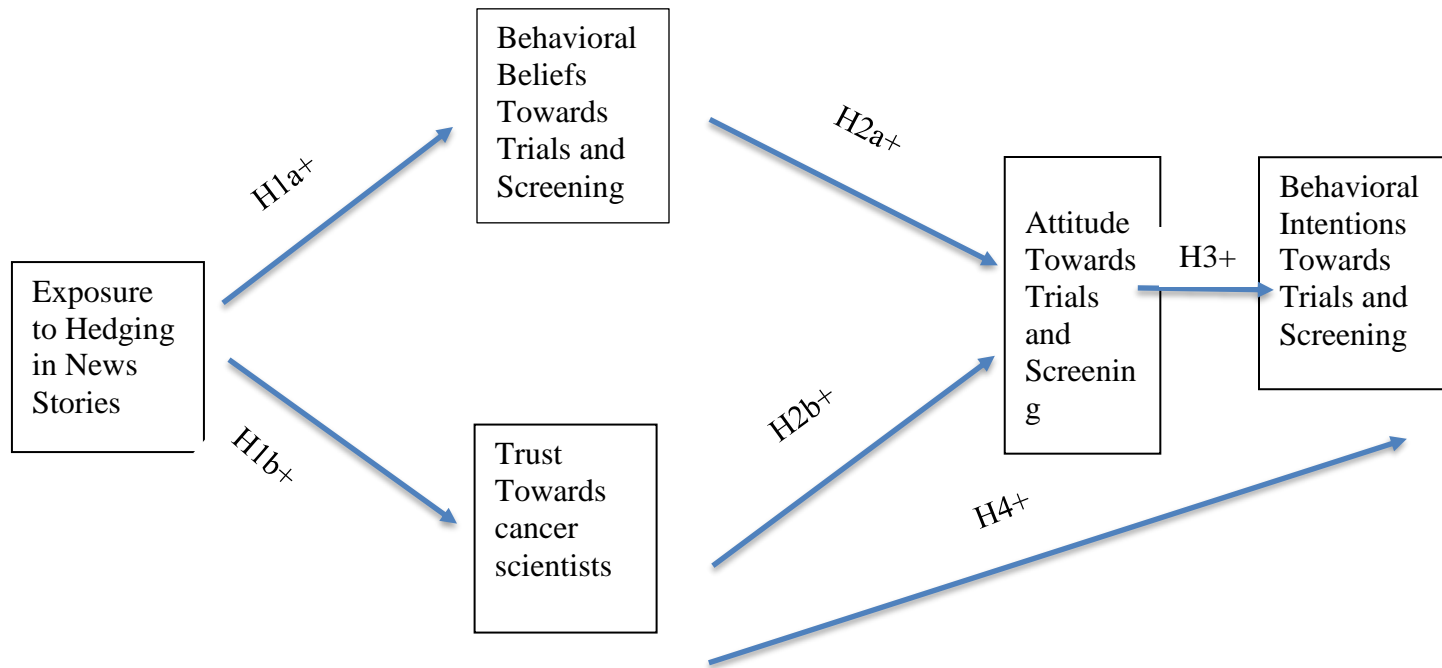 Exposure
to Hedging
in News
Stories
H1a+
H1b+
Behavioral
Beliefs
Towards
Trials and
Screening
Trust
Towards
cancer
scientists
H2a+
H2b+
Attitude
Towards
Trials
and
Screenin
g
H3+
H4+
Behavioral
Intentions
Towards
Trials and
Screening